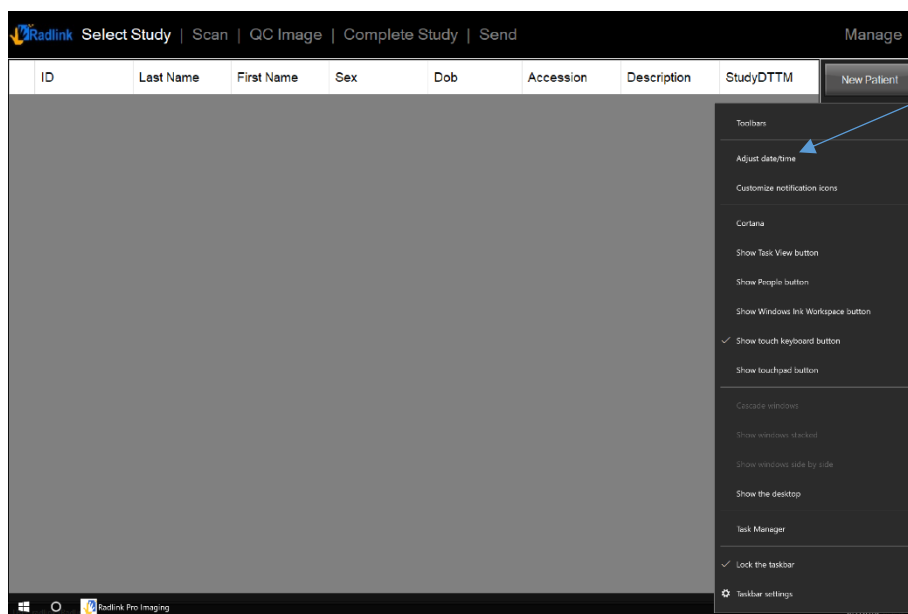 Radlink Select Study | Scan | QC Image | Complete Study | Send Manage
ID Last Name First Name Sex Dob Accession Description StudyDTTM New Patient
Toolbars
Adjust date/time
Customize notification icons
Cortana
Show Task View button
Show People button
Show Windows Ink Workspace button
Show touch keyboard button
Show touchpad button
Cascade windows
Show windows stacked
Show windows side by side
Show the desktop
Task Manager
Lock the taskbar
Taskbar settings
Radlink Pro Imaging